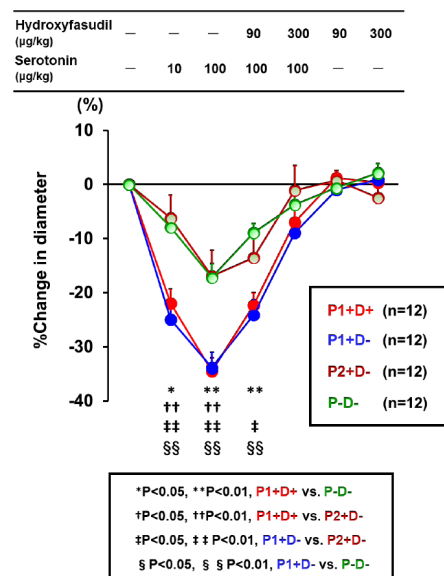 Hydroxyfasudil (µg/kg) — — — 90 300 90 300
Serotonin (µg/kg) — 10 100 100 100 — —
(%)
%Change in diameter
10
0
-10
-20
-30
-40
P1+D+ (n=12)
P1+D- (n=12)
P2+D- (n=12)
P-D- (n=12)
* ** **
†† ††
‡‡ ‡‡ ‡
§§ §§ §§
*P<0.05, **P<0.01, P1+D+ vs. P-D-
†P<0.05, ††P<0.01, P1+D+ vs. P2+D-
‡P<0.05, ‡ ‡ P<0.01, P1+D- vs. P2+D-
§ P<0.05, § § P<0.01, P1+D- vs. P-D-